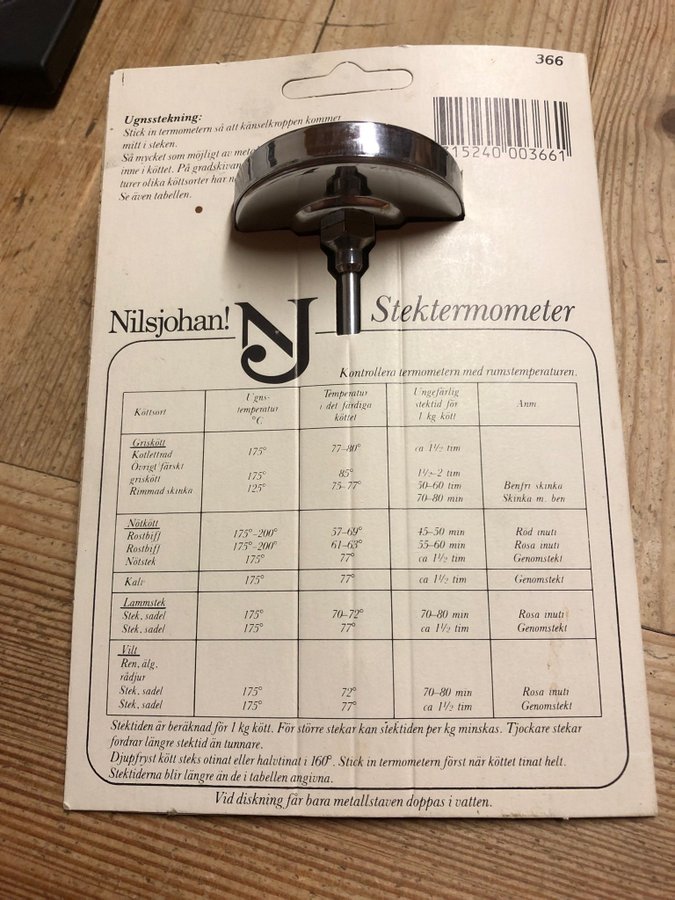 366
Ugnsstekning:
Stick in termometern så att känselkroppen kommer
mitt i steken.
Så mycket som möjligt av
inne i köttet. På
turer olika köttsorter har
Se även tabellen.
15240 003661
Nilsjohan! NJ Stektermometer
Kontrollera termometern med rumstemperaturen.
Köttsort Ugns-temperatur °C Temperatur i det färdiga köttet Ungefärlig stektid för 1 kg kött Anm.
Griskött
Kotlettrad 175° 77–80° ca 1½ tim
Övrigt färskt
griskött 175° 85° 1½–2 tim
Rimmad skinka 125° 75–77° 50–60 tim Benfri skinka
70–80 min Skinka m. ben
Nötkött
Rostbiff 175°–200° 57–69° 45–50 min Röd inuti
Rostbiff 175°–200° 61–63° 55–60 min Rosa inuti
Nötstek 175° 77° ca 1½ tim Genomstekt
Kalv 175° 77° ca 1½ tim Genomstekt
Lammstek
Stek, sadel 175° 70–72° 70–80 min Rosa inuti
Stek, sadel 175° 77° ca 1½ tim Genomstekt
Vilt
Ren, älg,
rådjur
Stek, sadel 175° 72° 70–80 min Rosa inuti
Stek, sadel 175° 77° ca 1½ tim Genomstekt
Stektiden är beräknad för 1 kg kött. För större stekar kan stektiden per kg minskas. Tjockare stekar
fordrar längre stektid än tunnare.
Djupfryst kött steks otinat eller halvtinat i 160°. Stick in termometern först när köttet tinat helt.
Stektiderna blir längre än de i tabellen angivna.
Vid diskning får bara metallstaven doppas i vatten.